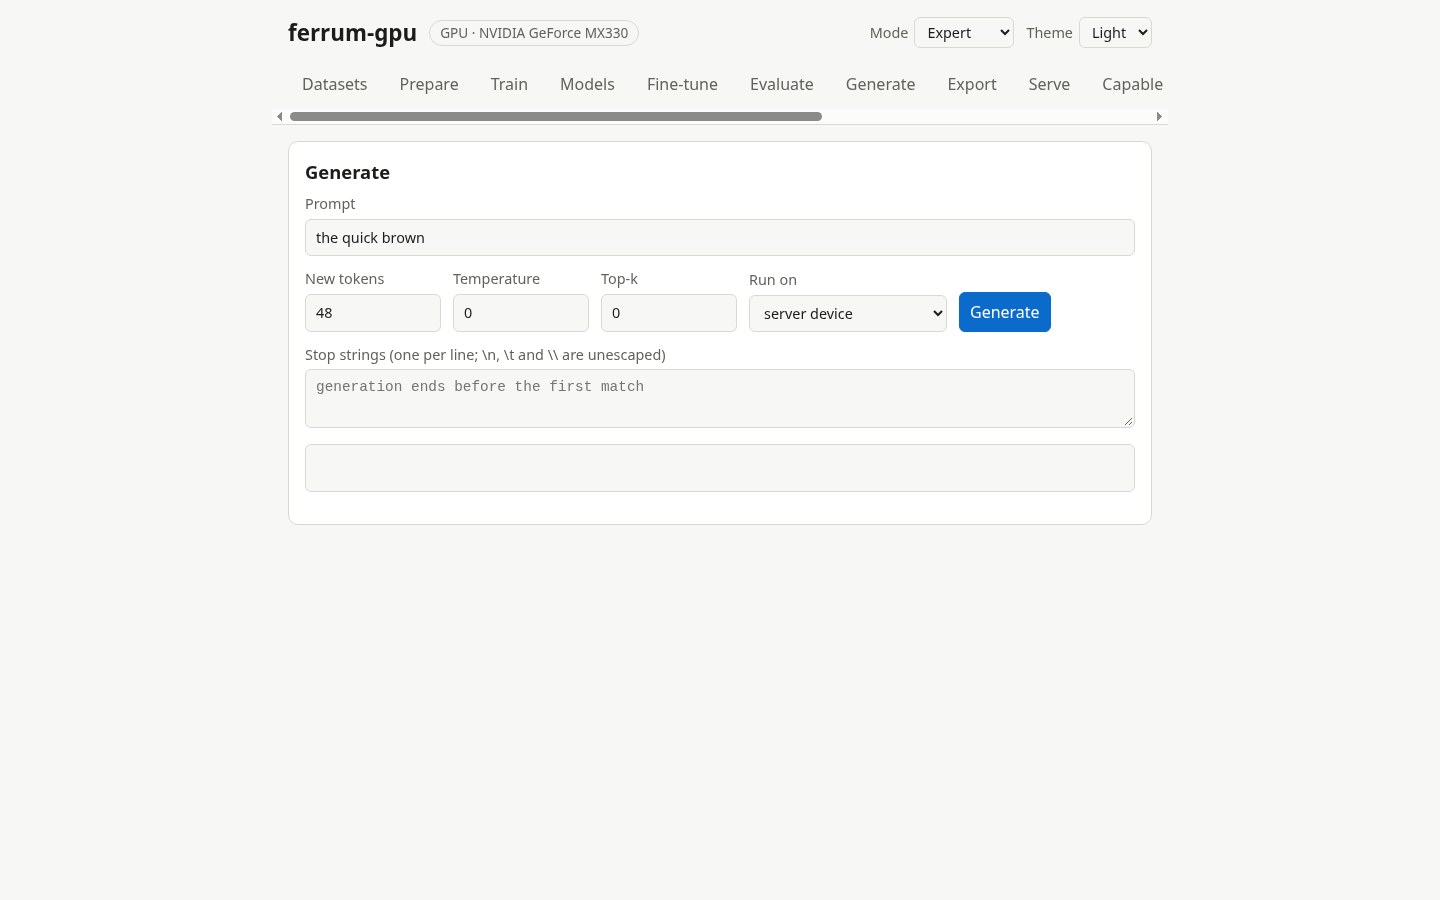 ferrum-gpu GPU · NVIDIA GeForce MX330 Mode Expert Theme Light
Datasets Prepare Train Models Fine-tune Evaluate Generate Export Serve Capable
Generate
Prompt
the quick brown
New tokens Temperature Top-k Run on
48 0 0 server device Generate
Stop strings (one per line; \n, \t and \\ are unescaped)
generation ends before the first match